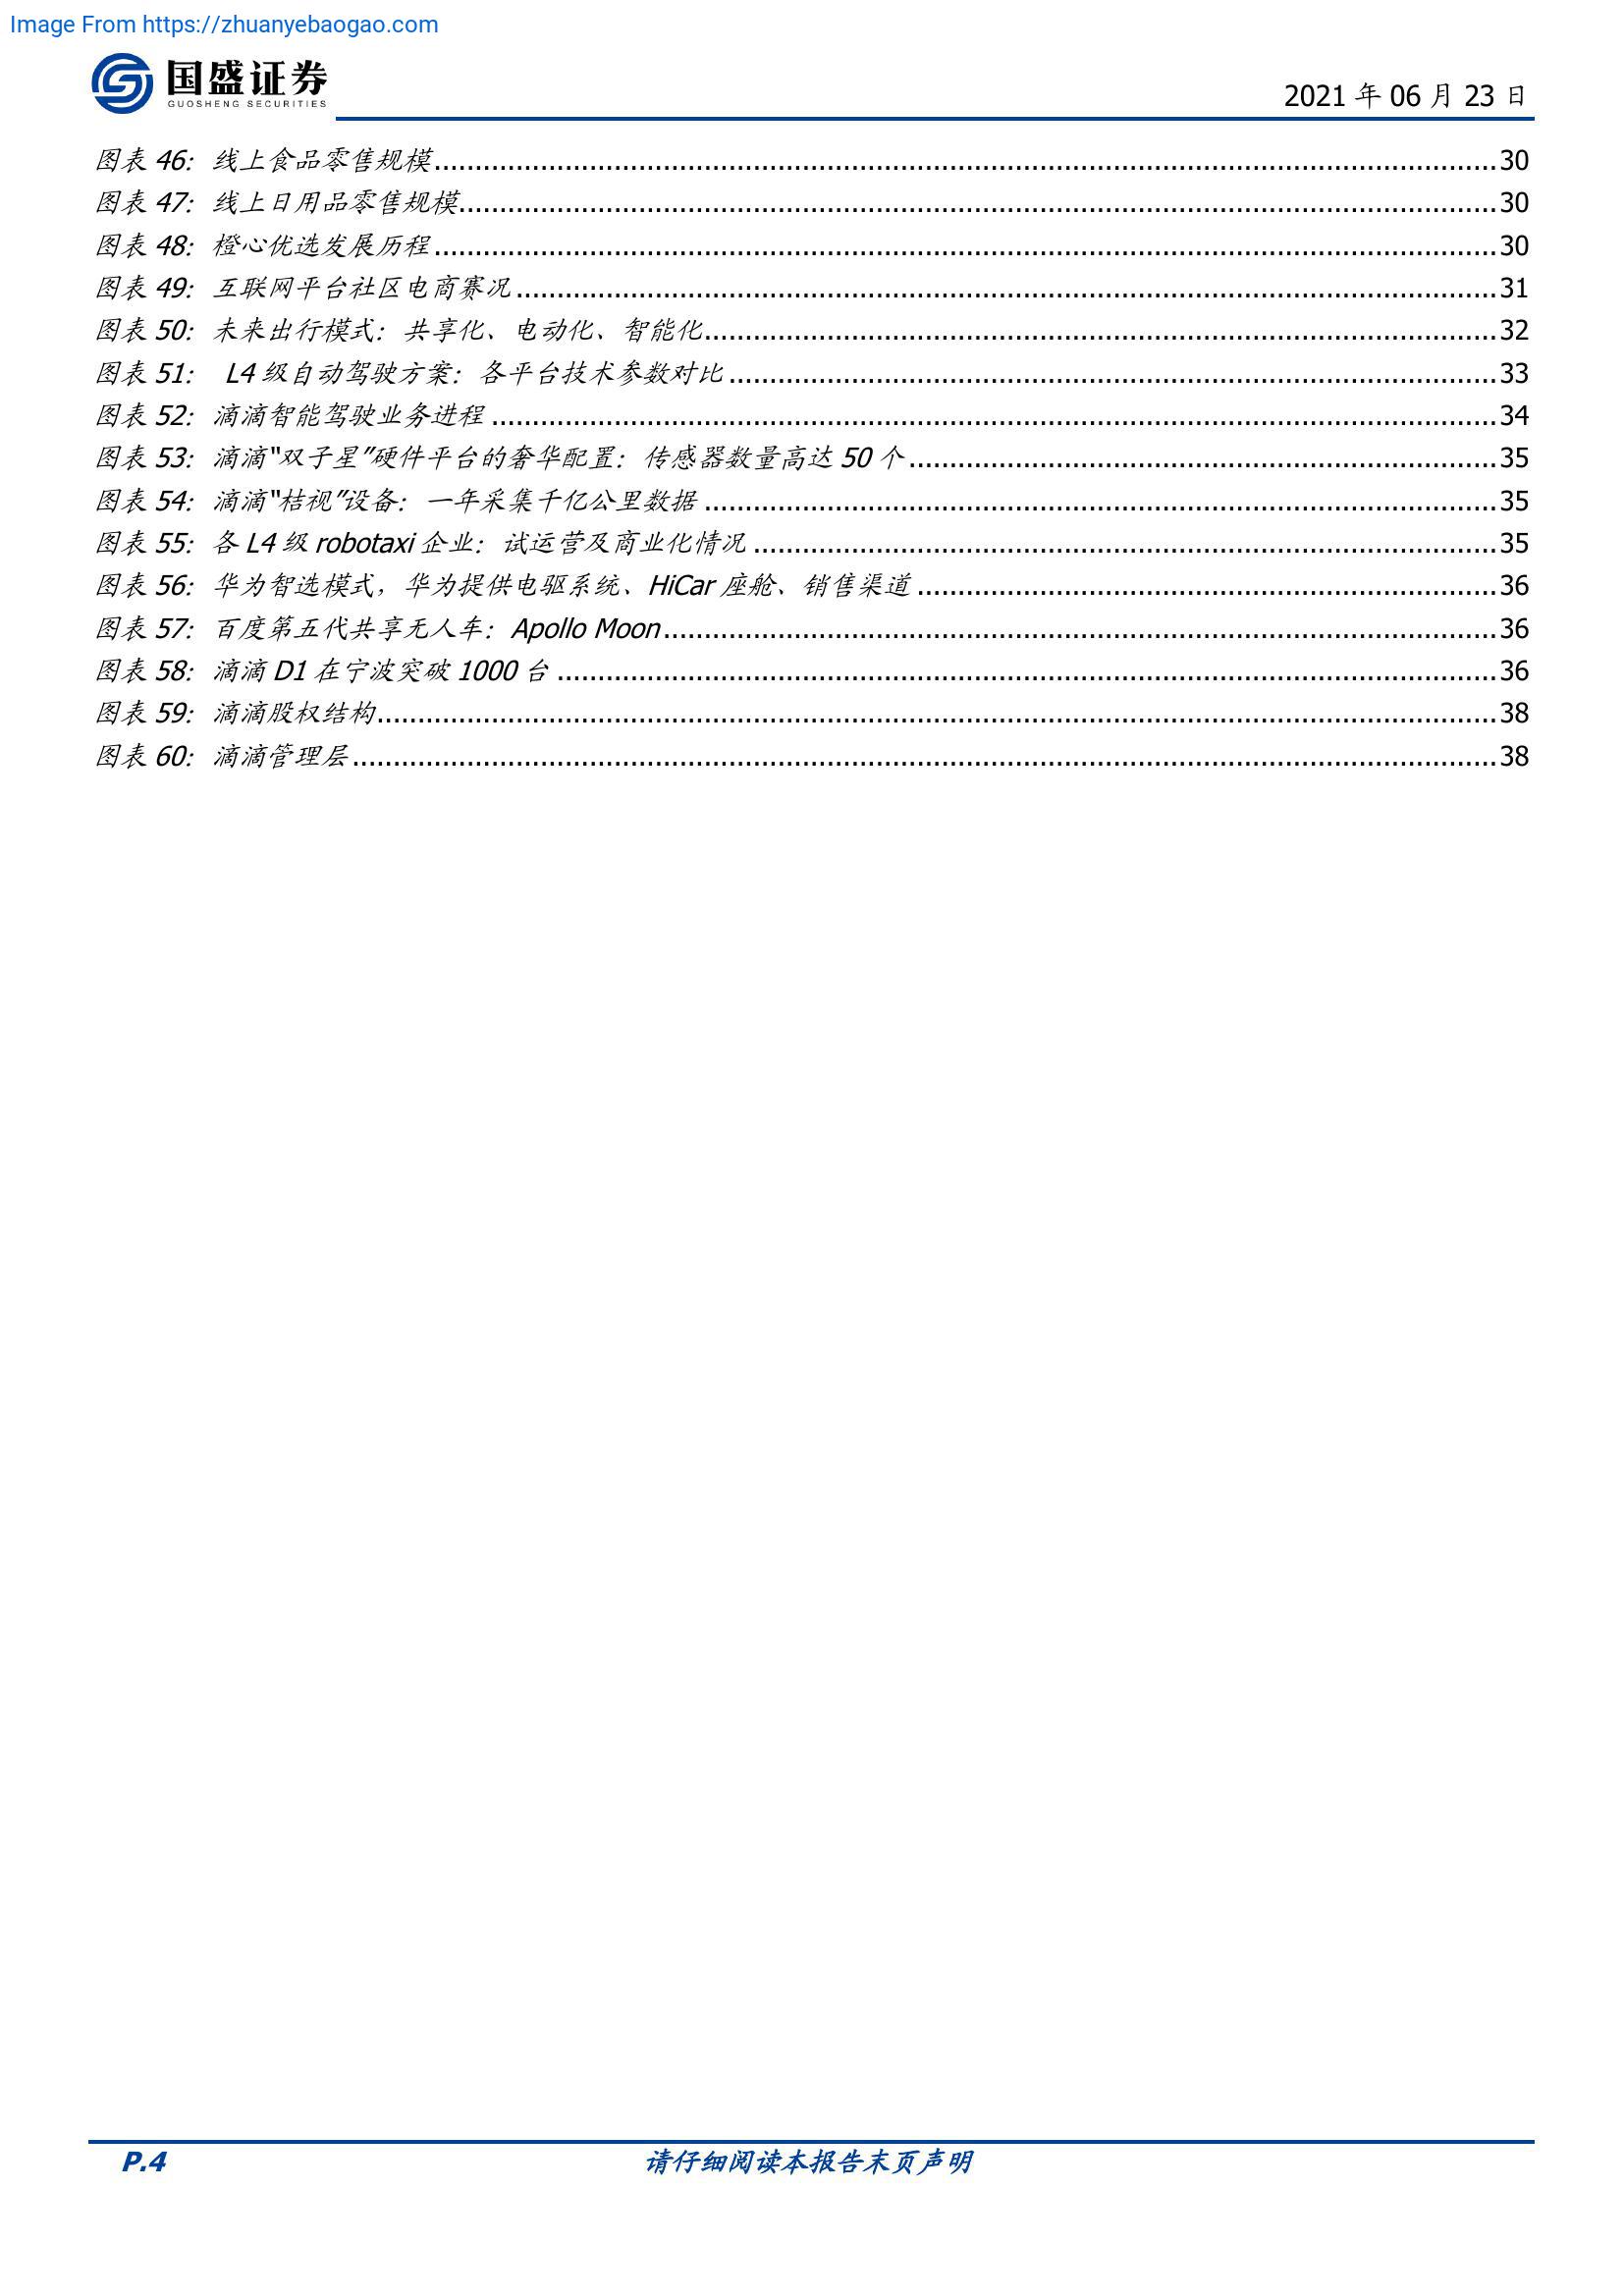 Image From https://zhuanyebaogao.com
国盛证券
GUOSHENG SECURITIES
2021 年 06 月 23 日
图表 46：线上食品零售规模 30
图表 47：线上日用品零售规模 30
图表 48：橙心优选发展历程 30
图表 49：互联网平台社区电商赛况 31
图表 50：未来出行模式：共享化、电动化、智能化 32
图表 51： L4 级自动驾驶方案：各平台技术参数对比 33
图表 52：滴滴智能驾驶业务进程 34
图表 53：滴滴“双子星”硬件平台的奢华配置：传感器数量高达 50 个 35
图表 54：滴滴“桔视”设备：一年采集千亿公里数据 35
图表 55：各 L4 级 robotaxi 企业：试运营及商业化情况 35
图表 56：华为智选模式，华为提供电驱系统、HiCar 座舱、销售渠道 36
图表 57：百度第五代共享无人车：Apollo Moon 36
图表 58：滴滴 D1 在宁波突破 1000 台 36
图表 59：滴滴股权结构 38
图表 60：滴滴管理层 38
P.4
请仔细阅读本报告末页声明